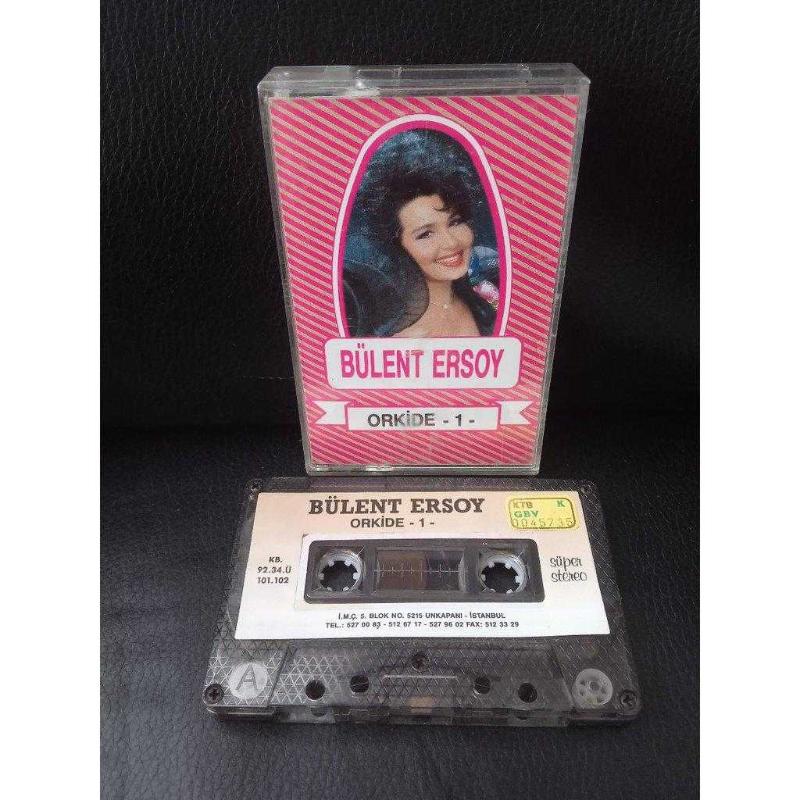 BÜLENT ERSOY
ORKİDE - 1 -
BÜLENT ERSOY
ORKİDE - 1 -
KTB K
GBV
0045735
KB.
92.34.Ü
101.102
süper
stereo
İ.M.Ç. 5. BLOK NO. 5215 UNKAPANI - İSTANBUL
TEL.: 527 00 83 - 512 67 17 - 527 96 02 FAX: 512 33 29
A